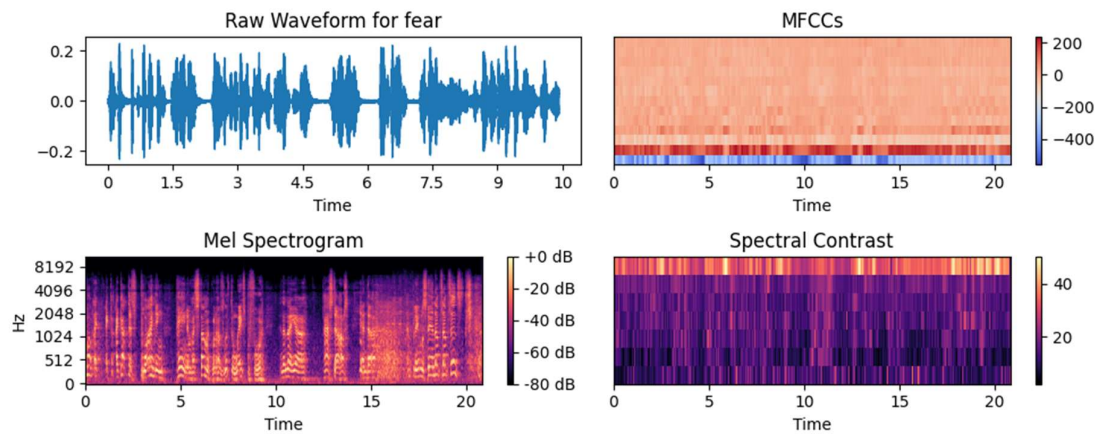 Raw Waveform for fear
0.2
0.0
−0.2
0 1.5 3 4.5 6 7.5 9 10
Time
MFCCs
200
0
−200
−400
0 5 10 15 20
Time
Mel Spectrogram
Hz
8192
4096
2048
1024
512
0
0 5 10 15 20
Time
+0 dB
-20 dB
-40 dB
-60 dB
-80 dB
Spectral Contrast
0 5 10 15 20
Time
40
20